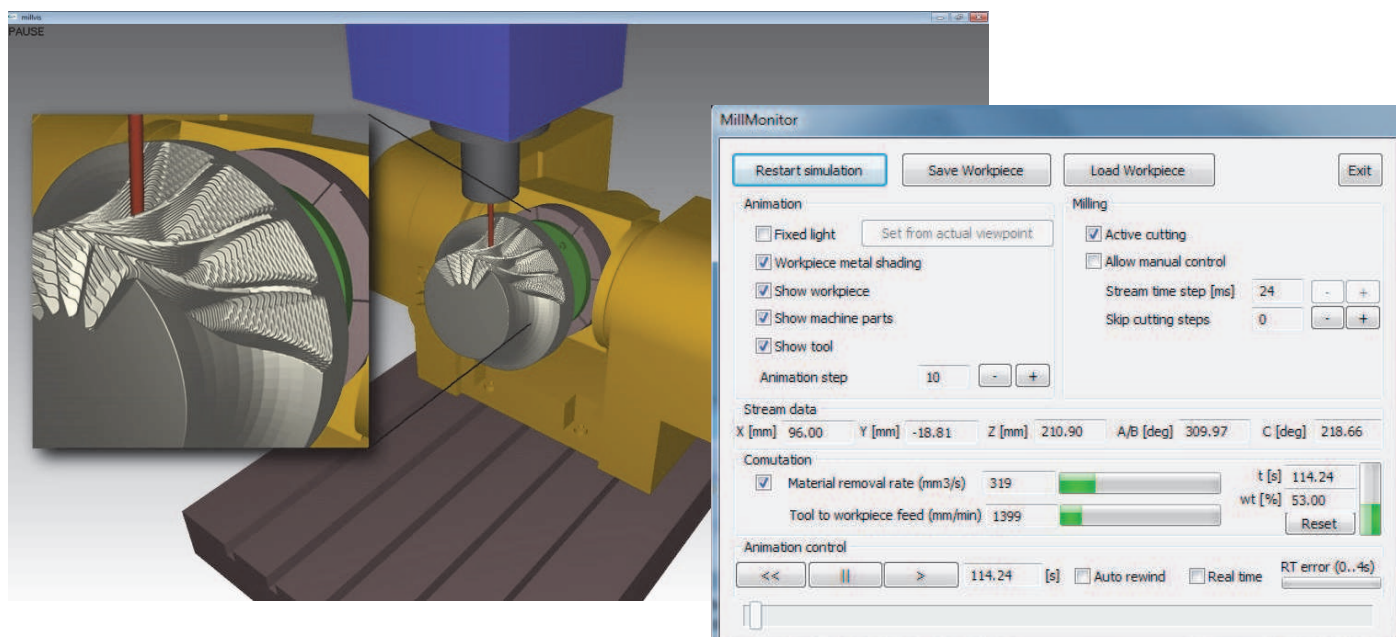 millvis
PAUSE
MillMonitor
Restart simulation Save Workpiece Load Workpiece Exit
Animation Milling
Fixed light Set from actual viewpoint Active cutting
Workpiece metal shading Allow manual control
Show workpiece Stream time step [ms] 24 - +
Show machine parts Skip cutting steps 0 - +
Show tool
Animation step 10 - +
Stream data
X [mm] 96.00 Y [mm] -18.81 Z [mm] 210.90 A/B [deg] 309.97 C [deg] 218.66
Comutation
Material removal rate (mm3/s) 319 t [s] 114.24
wt [%] 53.00
Tool to workpiece feed (mm/min) 1399 Reset
Animation control
<< || > 114.24 [s] Auto rewind Real time RT error (0..4s)